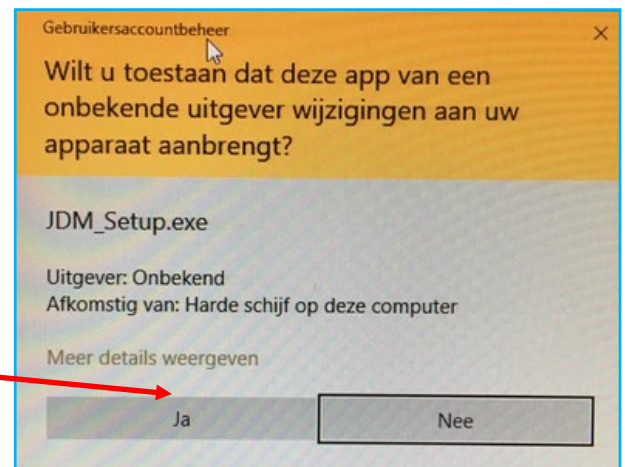 Gebruikersaccountbeheer
Wilt u toestaan dat deze app van een
onbekende uitgever wijzigingen aan uw
apparaat aanbrengt?
JDM_Setup.exe
Uitgever: Onbekend
Afkomstig van: Harde schijf op deze computer
Meer details weergeven
Ja
Nee